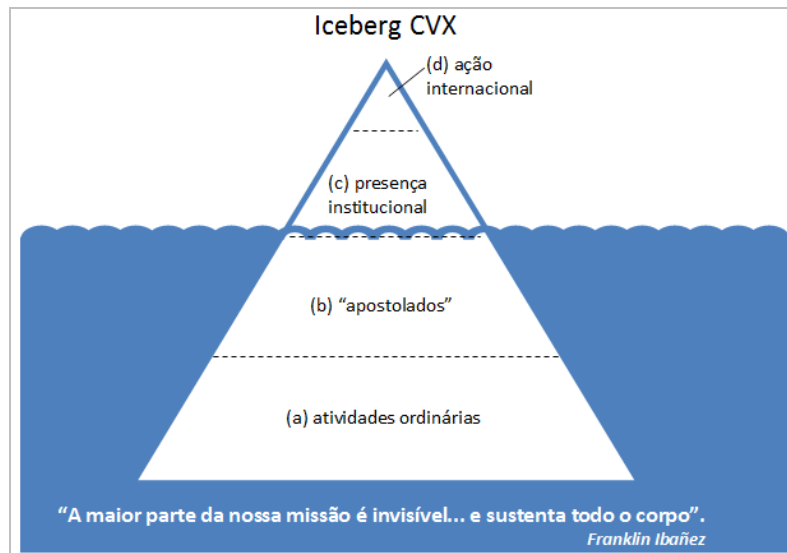 Iceberg CVX
(d) ação
internacional
(c) presença
institucional
(b) “apostolados”
(a) atividades ordinárias
“A maior parte da nossa missão é invisível... e sustenta todo o corpo”.
Franklin Ibañez